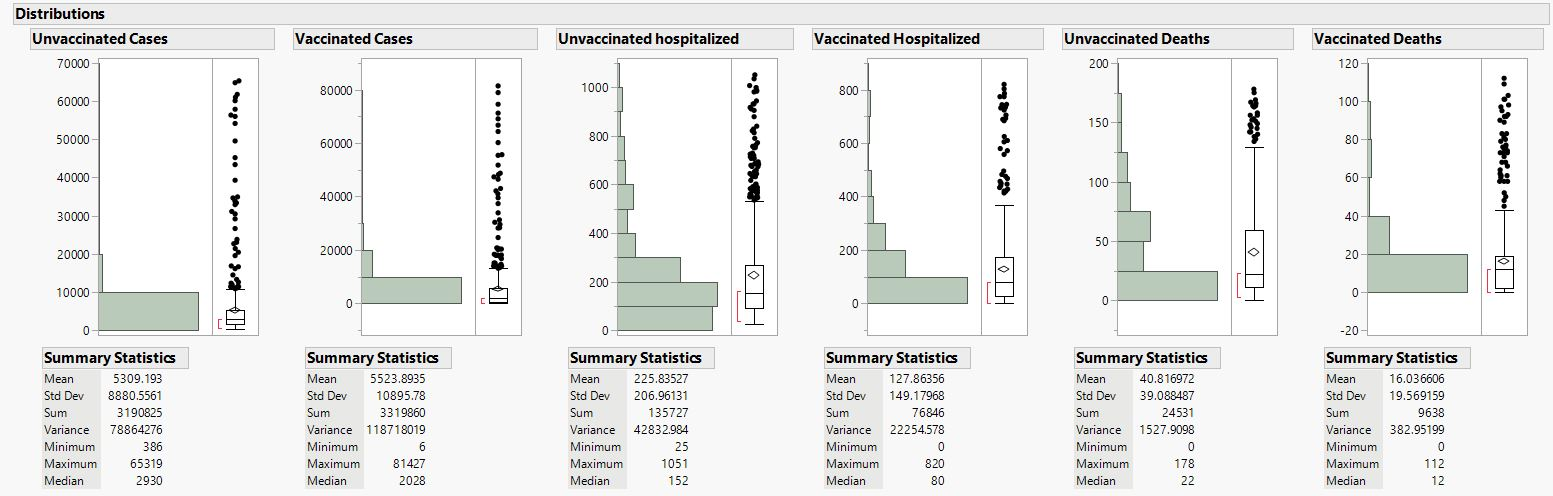 Distributions
Unvaccinated Cases
70000
60000
50000
40000
30000
20000
10000
0
Summary Statistics
Mean 5309.193
Std Dev 8880.5561
Sum 3190825
Variance 78864276
Minimum 386
Maximum 65319
Median 2930
Vaccinated Cases
80000
60000
40000
20000
0
Summary Statistics
Mean 5523.8935
Std Dev 10895.78
Sum 3319860
Variance 118718019
Minimum 6
Maximum 81427
Median 2028
Unvaccinated hospitalized
1000
800
600
400
200
0
Summary Statistics
Mean 225.83527
Std Dev 206.96131
Sum 135727
Variance 42832.984
Minimum 25
Maximum 1051
Median 152
Vaccinated Hospitalized
800
600
400
200
0
Summary Statistics
Mean 127.86356
Std Dev 149.17968
Sum 76846
Variance 22254.578
Minimum 0
Maximum 820
Median 80
Unvaccinated Deaths
200
150
100
50
0
Summary Statistics
Mean 40.816972
Std Dev 39.088487
Sum 24531
Variance 1527.9098
Minimum 0
Maximum 178
Median 22
Vaccinated Deaths
120
100
80
60
40
20
0
-20
Summary Statistics
Mean 16.036606
Std Dev 19.569159
Sum 9638
Variance 382.95199
Minimum 0
Maximum 112
Median 12